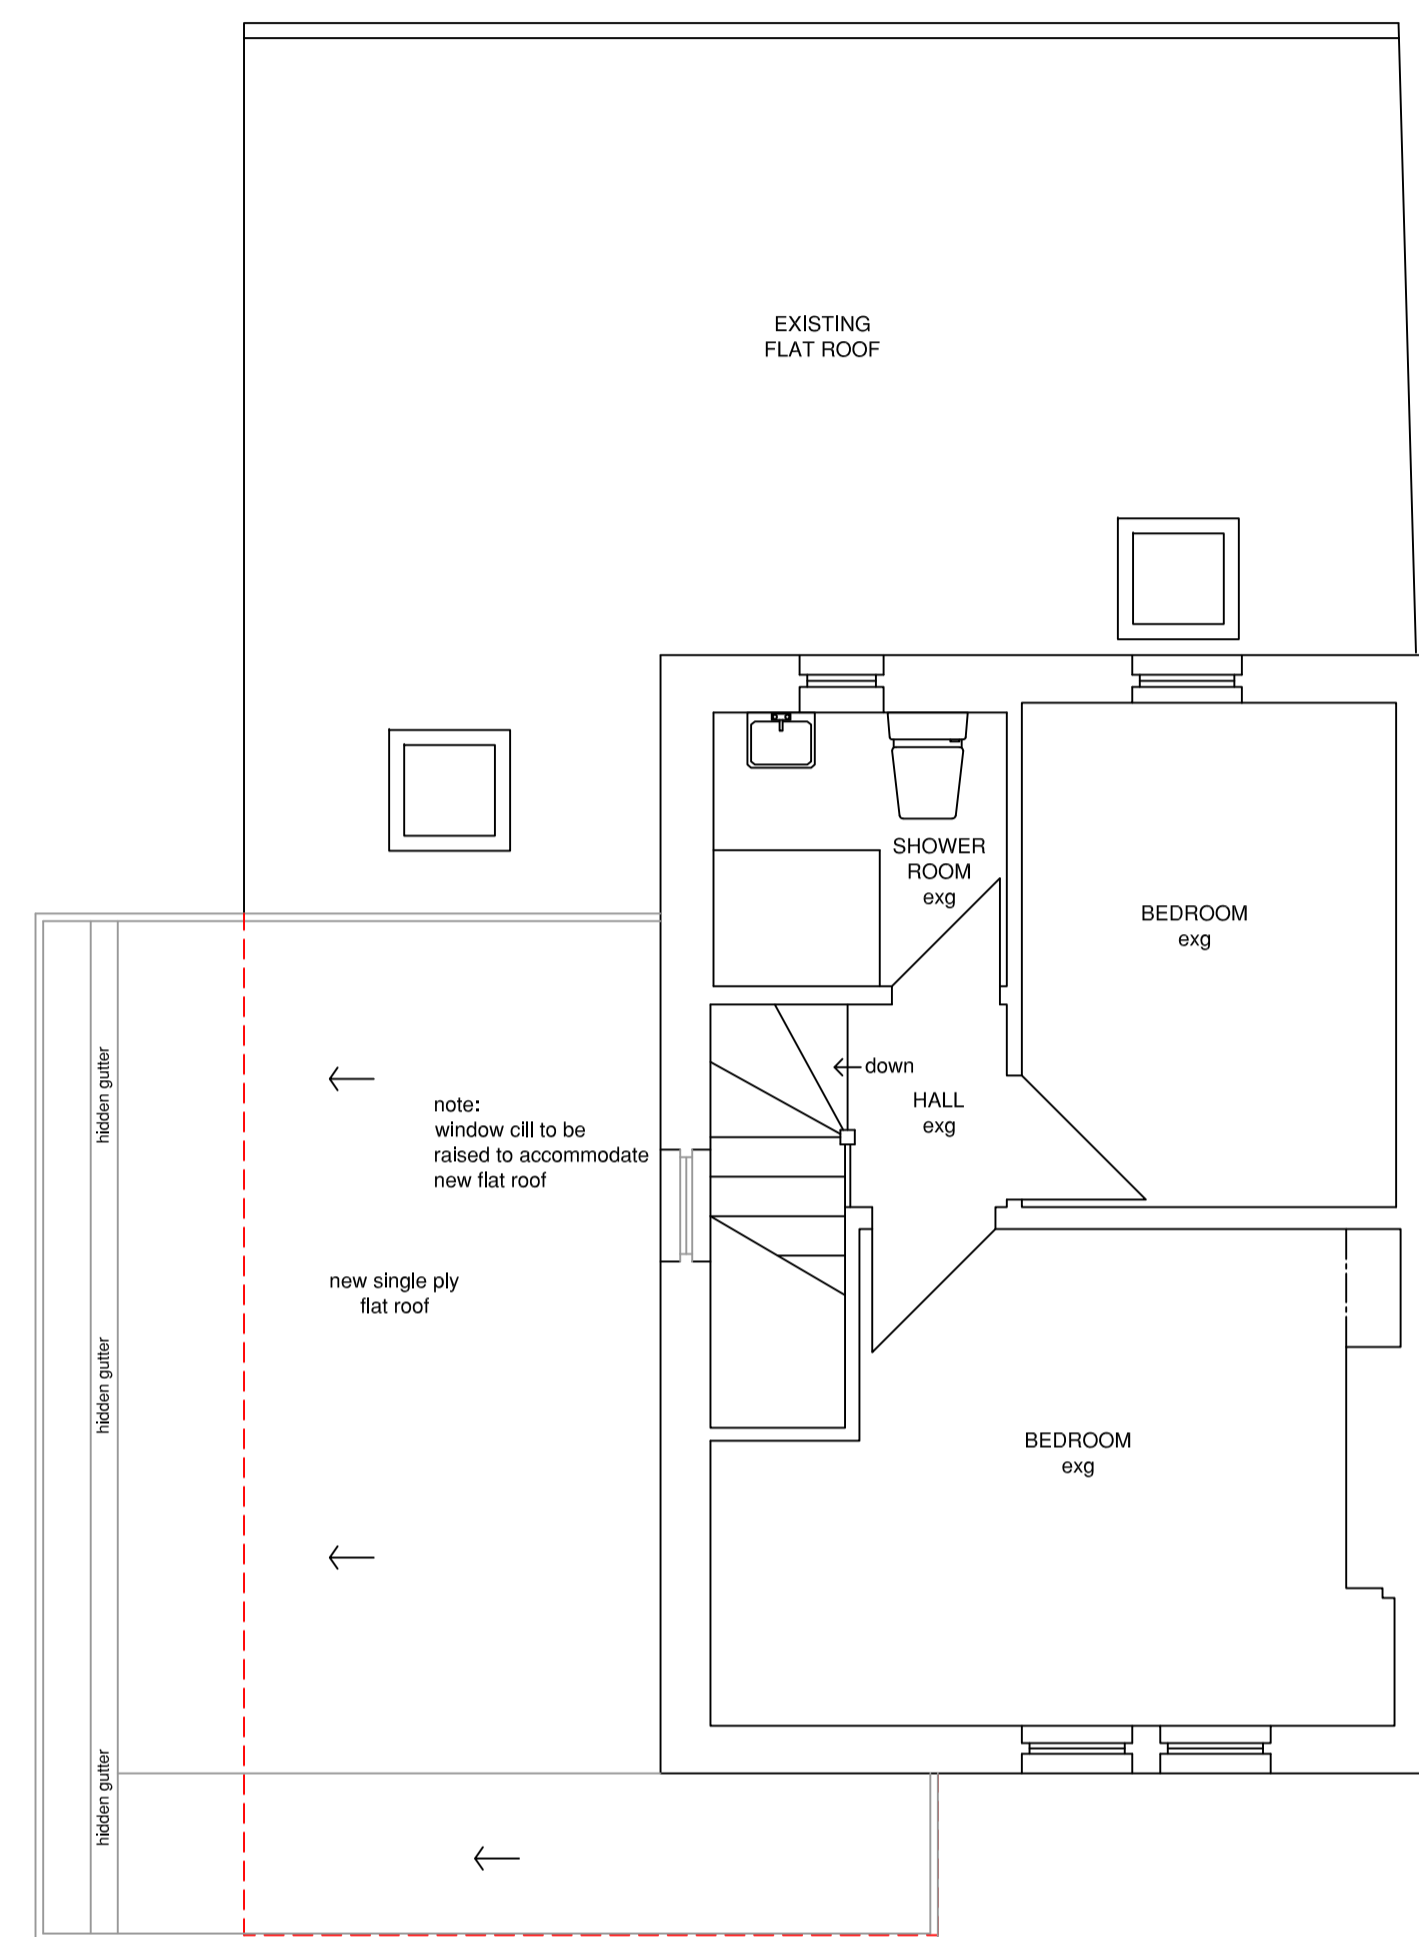 EXISTING
FLAT ROOF
SHOWER
ROOM
exg
BEDROOM
exg
down
HALL
exg
hidden gutter
note:
window cill to be
raised to accommodate
new flat roof
new single ply
flat roof
hidden gutter
BEDROOM
exg
hidden gutter